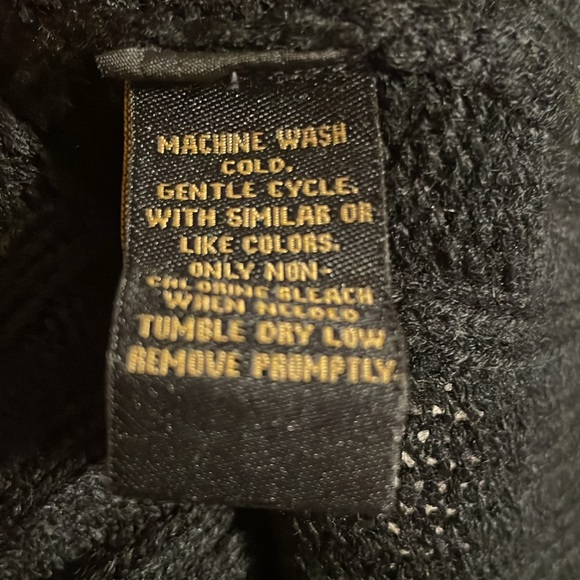 MACHINE WASH
COLD.
GENTLE CYCLE.
WITH SIMILAR OR
LIKE COLORS.
ONLY NON-
CHLORINE BLEACH
WHEN NEEDED
TUMBLE DRY LOW
REMOVE PROMPTLY